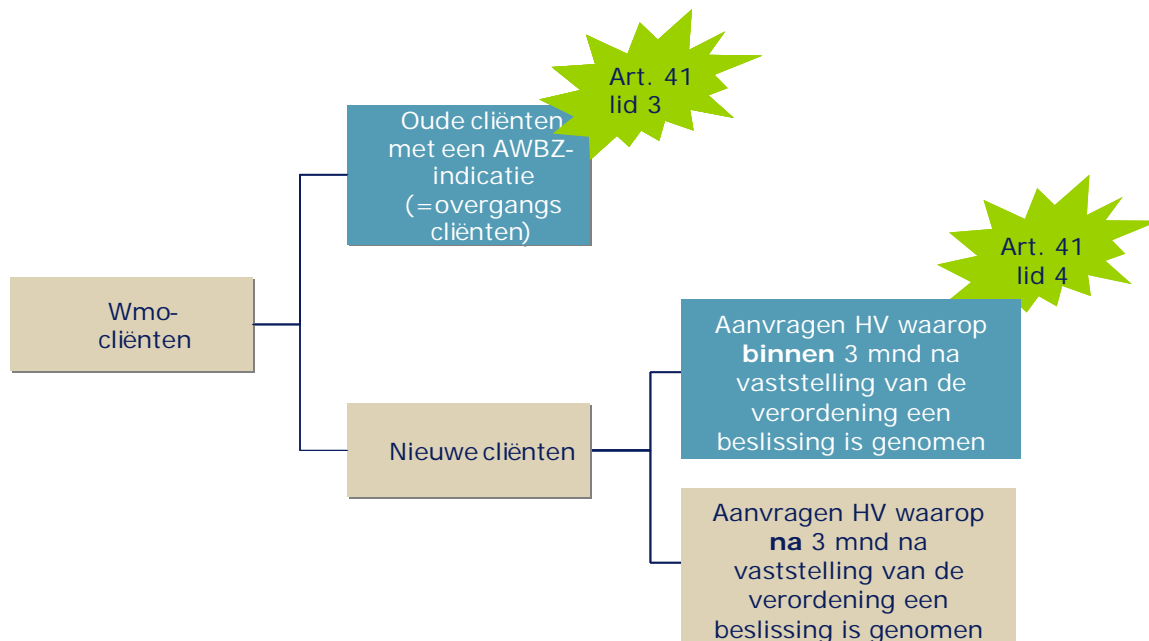 Art. 41
lid 3
Oude cliënten
met een AWBZ-
indicatie
(=overgangs
cliënten)
Art. 41
lid 4
Wmo-
cliënten
Aanvragen HV waarop
binnen 3 mnd na
vaststelling van de
verordening een
beslissing is genomen
Nieuwe cliënten
Aanvragen HV waarop
na 3 mnd na
vaststelling van de
verordening een
beslissing is genomen